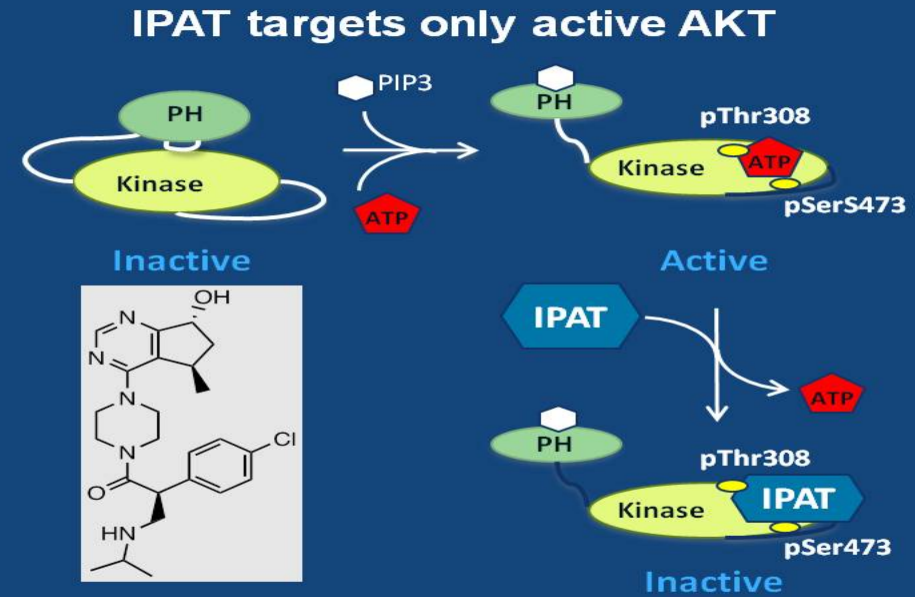 IPAT targets only active AKT
PH
Kinase
Inactive
PIP3
ATP
PH
Kinase
pThr308
ATP
pSerS473
Active
IPAT
ATP
PH
Kinase
pThr308
IPAT
pSer473
Inactive
OH
N
N
N
N
O
Cl
HN